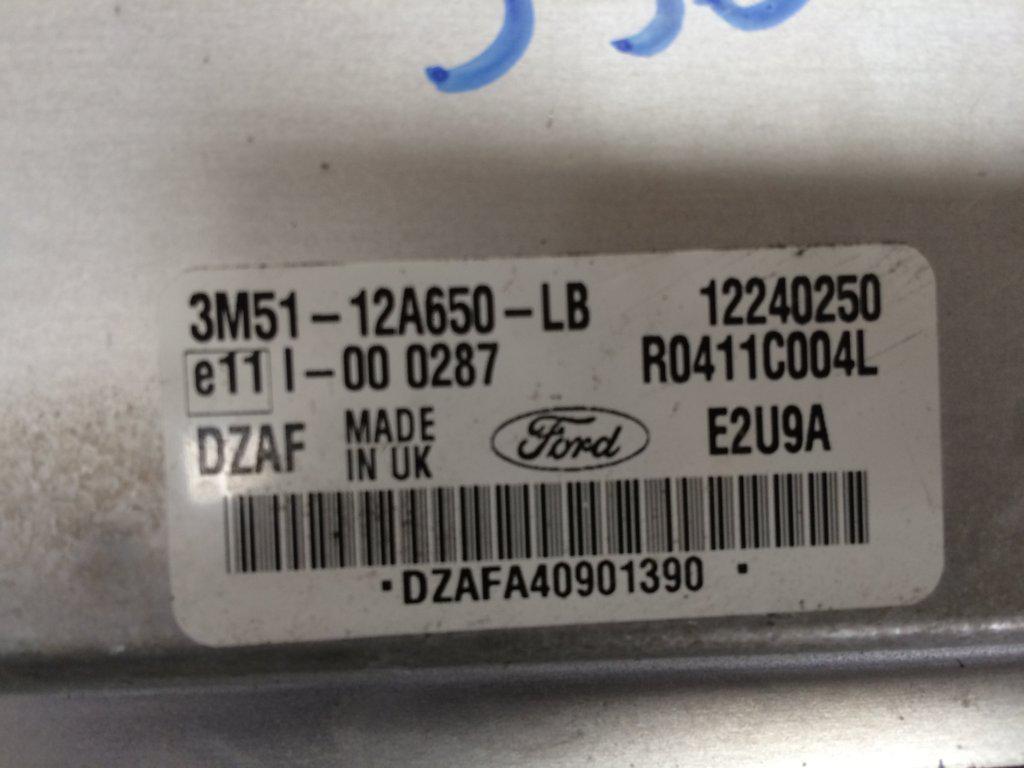 3M51-12A650-LB 12240250
e11 I-00 0287 R0411C004L
DZAF MADE IN UK Ford E2U9A
·DZAFA40901390 ·